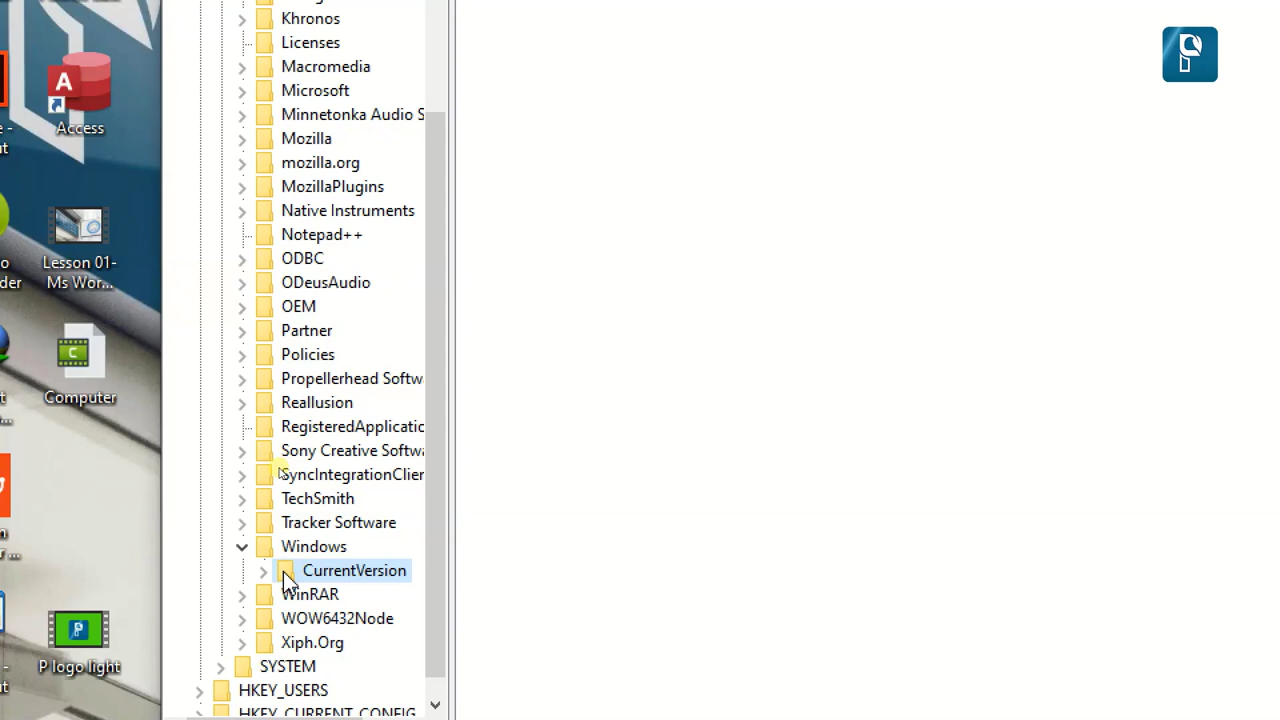 Khronos
Licenses
Macromedia
Microsoft
Minnetonka Audio S
Mozilla
mozilla.org
MozillaPlugins
Native Instruments
Notepad++
ODBC
ODeusAudio
OEM
Partner
Policies
Propellerhead Softw
Reallusion
RegisteredApplicatic
Sony Creative Softw
SyncIntegrationClier
TechSmith
Tracker Software
Windows
CurrentVersion
WinRAR
WOW6432Node
Xiph.Org
SYSTEM
HKEY_USERS
HKEY_CURRENT_CONFIG
A
Access
Lesson 01-
Ms Wor...
C
Computer
P logo light